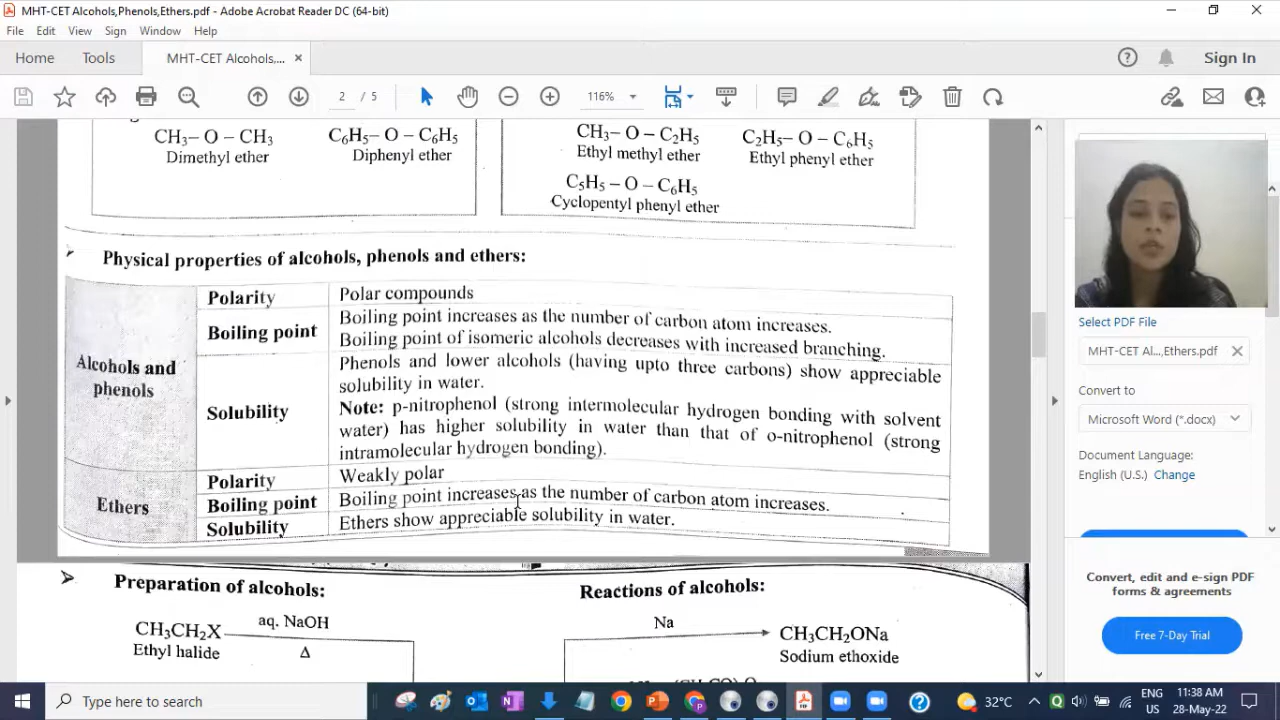 MHT-CET Alcohols,Phenols,Ethers.pdf - Adobe Acrobat Reader DC (64-bit)
File Edit View Sign Window Help
Home Tools MHT-CET Alcohols,... × Sign In
2 / 5 116%
CH₃– O – CH₃ C₆H₅– O – C₆H₅ CH₃– O – C₂H₅ C₂H₅– O – C₆H₅
Dimethyl ether Diphenyl ether Ethyl methyl ether Ethyl phenyl ether
C₅H₅ – O – C₆H₅
Cyclopentyl phenyl ether
Physical properties of alcohols, phenols and ethers:
Alcohols and
phenols
Polarity Polar compounds
Boiling point Boiling point increases as the number of carbon atom increases.
Boiling point of isomeric alcohols decreases with increased branching.
Solubility Phenols and lower alcohols (having upto three carbons) show appreciable
solubility in water.
Note: p-nitrophenol (strong intermolecular hydrogen bonding with solvent
water) has higher solubility in water than that of o-nitrophenol (strong
intramolecular hydrogen bonding).
Ethers
Polarity Weakly polar
Boiling point Boiling point increases as the number of carbon atom increases.
Solubility Ethers show appreciable solubility in water.
Preparation of alcohols: Reactions of alcohols:
CH₃CH₂X aq. NaOH Na CH₃CH₂ONa
Ethyl halide Δ Sodium ethoxide
Select PDF File
MHT-CET Al...,Ethers.pdf
Convert to
Microsoft Word (*.docx)
Document Language:
English (U.S.) Change
Convert, edit and e-sign PDF
forms & agreements
Free 7-Day Trial
Type here to search
32°C
ENG
US
11:38 AM
28-May-22